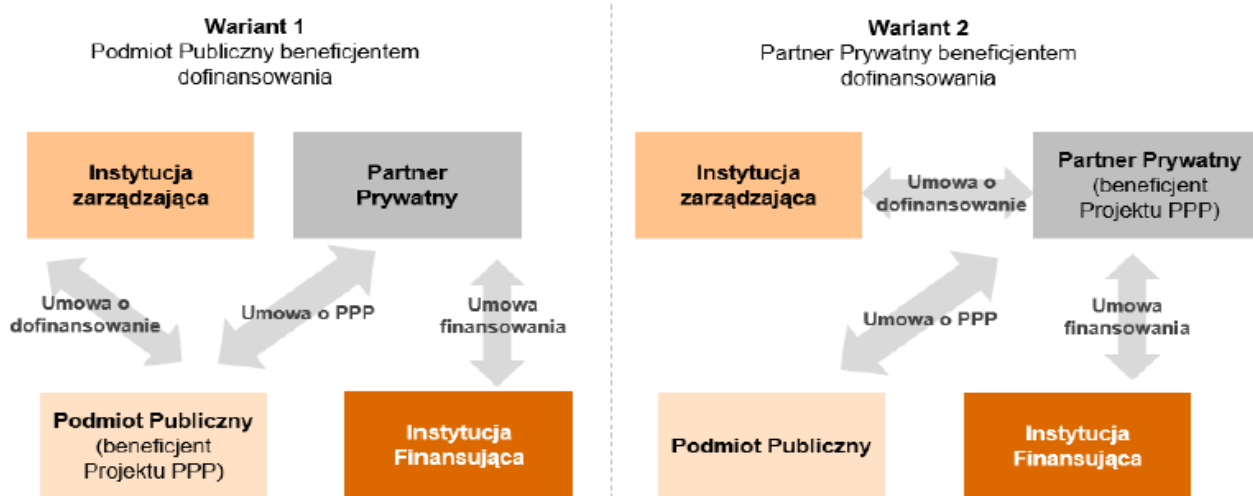 Wariant 1
Podmiot Publiczny beneficjentem
dofinansowania
Instytucja
zarządzająca
Partner
Prywatny
Umowa o
dofinansowanie
Umowa o PPP
Umowa
finansowania
Podmiot Publiczny
(beneficjent
Projektu PPP)
Instytucja
Finansująca
Wariant 2
Partner Prywatny beneficjentem
dofinansowania
Instytucja
zarządzająca
Umowa o
dofinansowanie
Partner Prywatny
(beneficjent
Projektu PPP)
Umowa o PPP
Umowa
finansowania
Podmiot Publiczny
Instytucja
Finansująca